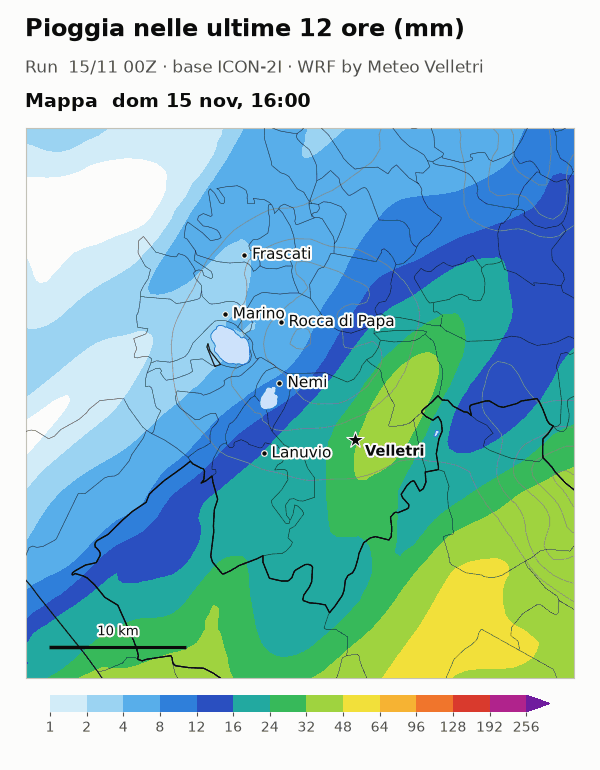 Pioggia nelle ultime 12 ore (mm)
Run 15/11 00Z · base ICON-2I · WRF by Meteo Velletri
Mappa dom 15 nov, 16:00
Frascati
Marino
Rocca di Papa
Nemi
Velletri
Lanuvio
10 km
1 2 4 8 12 16 24 32 48 64 96 128 192 256